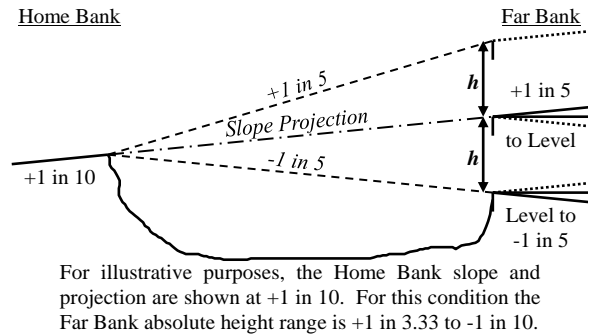 Home Bank
Far Bank
+1 in 5
h
+1 in 5
Slope Projection
to Level
+1 in 10
-1 in 5
h
Level to
-1 in 5
For illustrative purposes, the Home Bank slope and
projection are shown at +1 in 10. For this condition the
Far Bank absolute height range is +1 in 3.33 to -1 in 10.